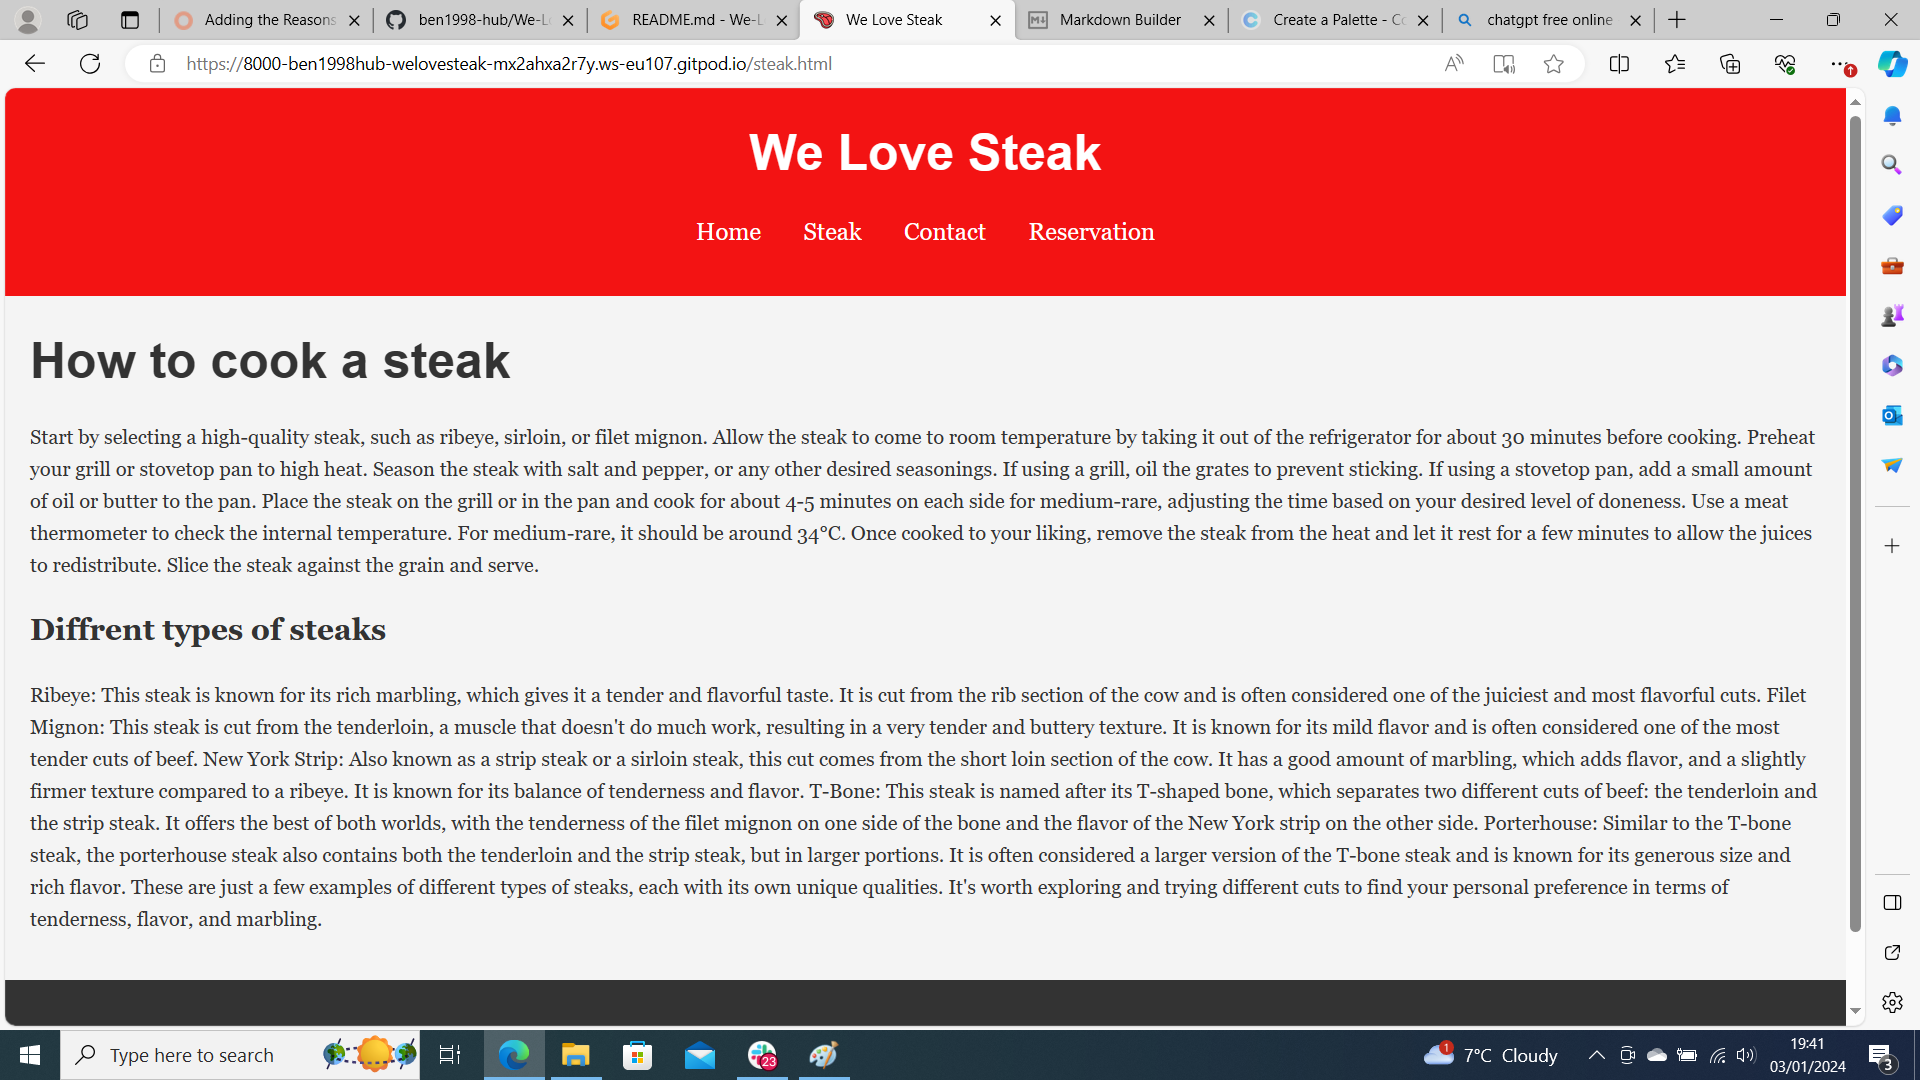 Adding the Reasons
ben1998-hub/We-Lo
README.md - We-L
We Love Steak
Markdown Builder
Create a Palette - Co
chatgpt free online
https://8000-ben1998hub-welovesteak-mx2ahxa2r7y.ws-eu107.gitpod.io/steak.html
We Love Steak
Home Steak Contact Reservation
How to cook a steak
Start by selecting a high-quality steak, such as ribeye, sirloin, or filet mignon. Allow the steak to come to room temperature by taking it out of the refrigerator for about 30 minutes before cooking. Preheat
your grill or stovetop pan to high heat. Season the steak with salt and pepper, or any other desired seasonings. If using a grill, oil the grates to prevent sticking. If using a stovetop pan, add a small amount
of oil or butter to the pan. Place the steak on the grill or in the pan and cook for about 4-5 minutes on each side for medium-rare, adjusting the time based on your desired level of doneness. Use a meat
thermometer to check the internal temperature. For medium-rare, it should be around 34°C. Once cooked to your liking, remove the steak from the heat and let it rest for a few minutes to allow the juices
to redistribute. Slice the steak against the grain and serve.
Diffrent types of steaks
Ribeye: This steak is known for its rich marbling, which gives it a tender and flavorful taste. It is cut from the rib section of the cow and is often considered one of the juiciest and most flavorful cuts. Filet
Mignon: This steak is cut from the tenderloin, a muscle that doesn't do much work, resulting in a very tender and buttery texture. It is known for its mild flavor and is often considered one of the most
tender cuts of beef. New York Strip: Also known as a strip steak or a sirloin steak, this cut comes from the short loin section of the cow. It has a good amount of marbling, which adds flavor, and a slightly
firmer texture compared to a ribeye. It is known for its balance of tenderness and flavor. T-Bone: This steak is named after its T-shaped bone, which separates two different cuts of beef: the tenderloin and
the strip steak. It offers the best of both worlds, with the tenderness of the filet mignon on one side of the bone and the flavor of the New York strip on the other side. Porterhouse: Similar to the T-bone
steak, the porterhouse steak also contains both the tenderloin and the strip steak, but in larger portions. It is often considered a larger version of the T-bone steak and is known for its generous size and
rich flavor. These are just a few examples of different types of steaks, each with its own unique qualities. It's worth exploring and trying different cuts to find your personal preference in terms of
tenderness, flavor, and marbling.
Type here to search
23
1
7°C Cloudy
19:41
03/01/2024
3